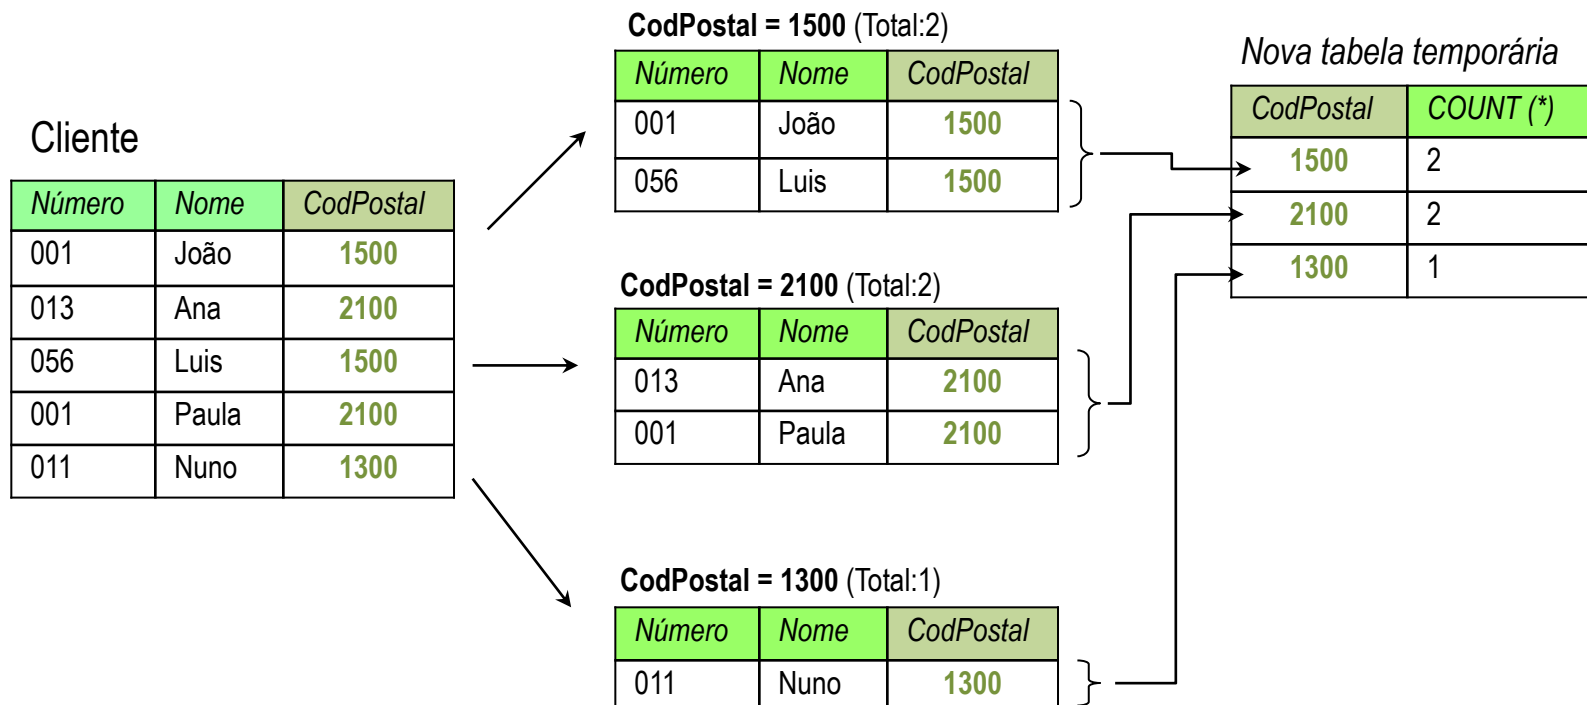 Cliente
Número Nome CodPostal
001 João 1500
013 Ana 2100
056 Luis 1500
001 Paula 2100
011 Nuno 1300
CodPostal = 1500 (Total:2)
Número Nome CodPostal
001 João 1500
056 Luis 1500
CodPostal = 2100 (Total:2)
Número Nome CodPostal
013 Ana 2100
001 Paula 2100
CodPostal = 1300 (Total:1)
Número Nome CodPostal
011 Nuno 1300
Nova tabela temporária
CodPostal COUNT (*)
1500 2
2100 2
1300 1